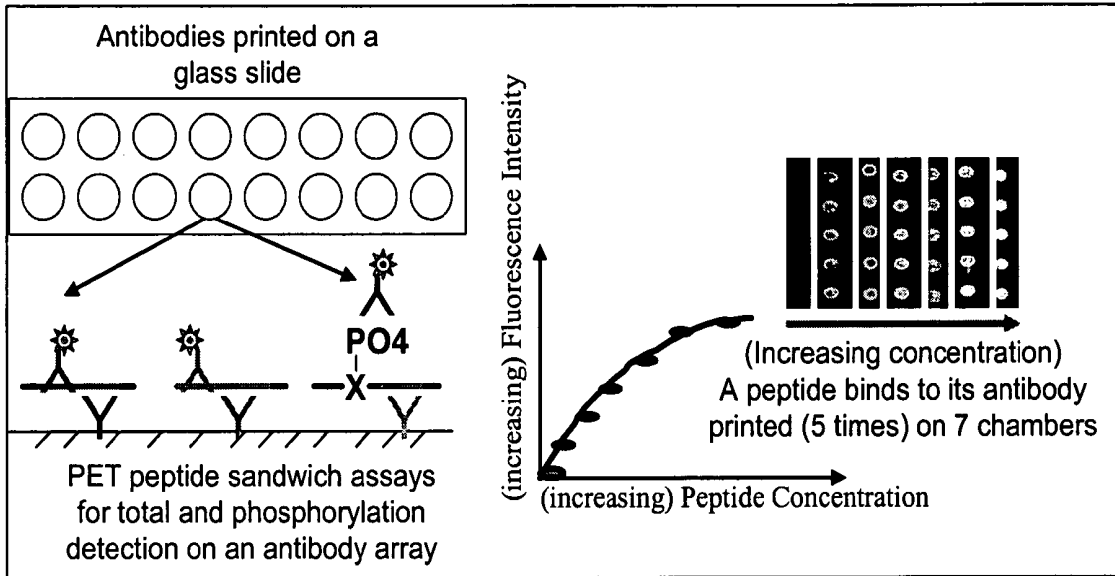 Antibodies printed on a
glass slide
PO4
X
PET peptide sandwich assays
for total and phosphorylation
detection on an antibody array
(increasing) Fluorescence Intensity
(increasing) Peptide Concentration
(Increasing concentration)
A peptide binds to its antibody
printed (5 times) on 7 chambers